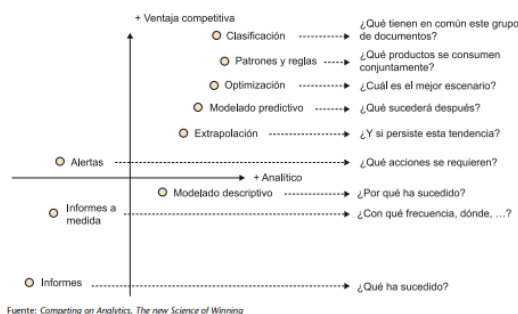 + Ventaja competitiva
Clasificación
¿Qué tienen en común este grupo
de documentos?
Patrones y reglas
¿Qué productos se consumen
conjuntamente?
Optimización
¿Cuál es el mejor escenario?
Modelado predictivo
¿Qué sucederá después?
Extrapolación
¿Y si persiste esta tendencia?
Alertas
¿Qué acciones se requieren?
+ Analítico
Modelado descriptivo
¿Por qué ha sucedido?
Informes a
medida
¿Con qué frecuencia, dónde, ...?
Informes
¿Qué ha sucedido?
Fuente: Competing on Analytics. The new Science of Winning